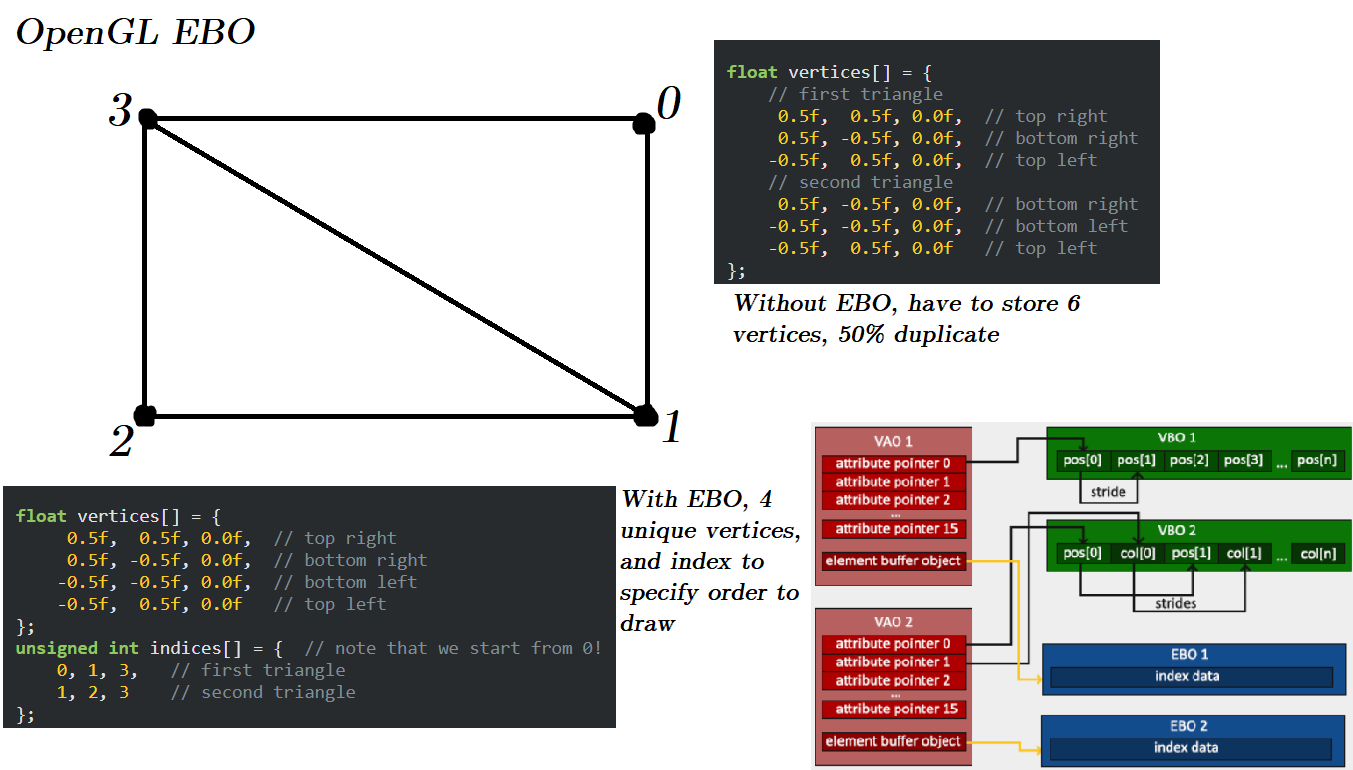 OpenGL EBO
3
0
2
1
float vertices[] = {
// first triangle
0.5f, 0.5f, 0.0f, // top right
0.5f, -0.5f, 0.0f, // bottom right
-0.5f, 0.5f, 0.0f, // top left
// second triangle
0.5f, -0.5f, 0.0f, // bottom right
-0.5f, -0.5f, 0.0f, // bottom left
-0.5f, 0.5f, 0.0f // top left
};
Without EBO, have to store 6
vertices, 50% duplicate
float vertices[] = {
0.5f, 0.5f, 0.0f, // top right
0.5f, -0.5f, 0.0f, // bottom right
-0.5f, -0.5f, 0.0f, // bottom left
-0.5f, 0.5f, 0.0f // top left
};
unsigned int indices[] = { // note that we start from 0!
0, 1, 3, // first triangle
1, 2, 3 // second triangle
};
With EBO, 4
unique vertices,
and index to
specify order to
draw
VAO 1
attribute pointer 0
attribute pointer 1
attribute pointer 2
...
attribute pointer 15
element buffer object
VAO 2
attribute pointer 0
attribute pointer 1
attribute pointer 2
...
attribute pointer 15
element buffer object
VBO 1
pos[0] pos[1] pos[2] pos[3] ... pos[n]
stride
VBO 2
pos[0] col[0] pos[1] col[1] ... col[n]
strides
EBO 1
index data
EBO 2
index data